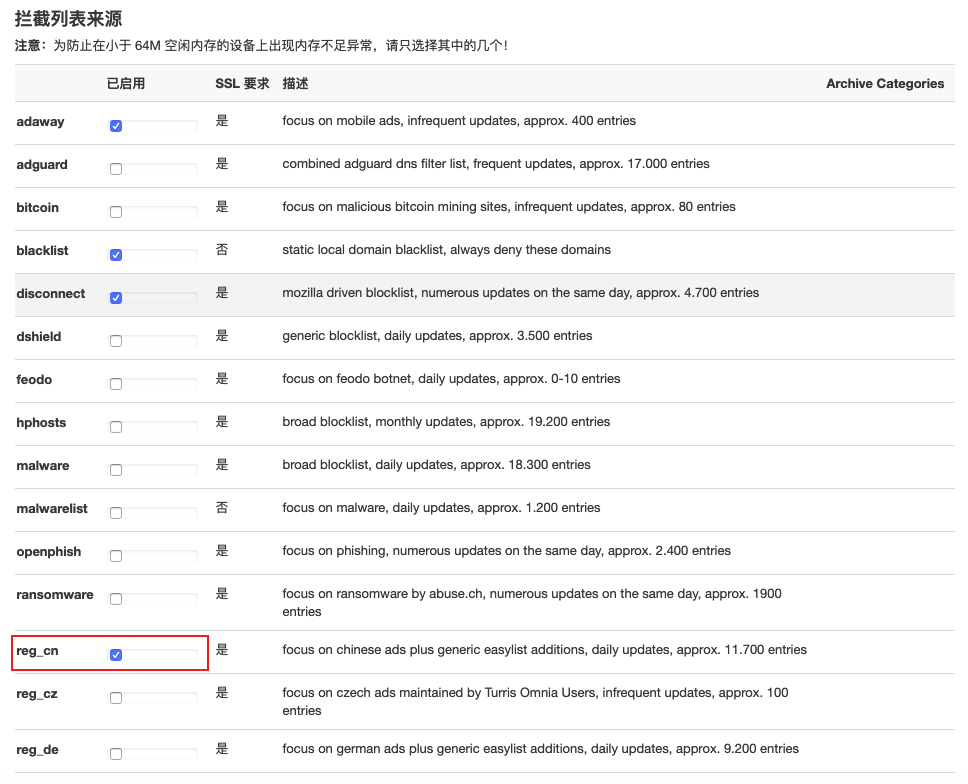 拦截列表来源
注意：为防止在小于 64M 空闲内存的设备上出现内存不足异常，请只选择其中的几个！
已启用 SSL 要求 描述 Archive Categories
adaway 是 focus on mobile ads, infrequent updates, approx. 400 entries
adguard 是 combined adguard dns filter list, frequent updates, approx. 17.000 entries
bitcoin 是 focus on malicious bitcoin mining sites, infrequent updates, approx. 80 entries
blacklist 否 static local domain blacklist, always deny these domains
disconnect 是 mozilla driven blocklist, numerous updates on the same day, approx. 4.700 entries
dshield 是 generic blocklist, daily updates, approx. 3.500 entries
feodo 是 focus on feodo botnet, daily updates, approx. 0-10 entries
hphosts 是 broad blocklist, monthly updates, approx. 19.200 entries
malware 是 broad blocklist, daily updates, approx. 18.300 entries
malwarelist 否 focus on malware, daily updates, approx. 1.200 entries
openphish 是 focus on phishing, numerous updates on the same day, approx. 2.400 entries
ransomware 是 focus on ransomware by abuse.ch, numerous updates on the same day, approx. 1900
entries
reg_cn 是 focus on chinese ads plus generic easylist additions, daily updates, approx. 11.700 entries
reg_cz 是 focus on czech ads maintained by Turris Omnia Users, infrequent updates, approx. 100
entries
reg_de 是 focus on german ads plus generic easylist additions, daily updates, approx. 9.200 entries